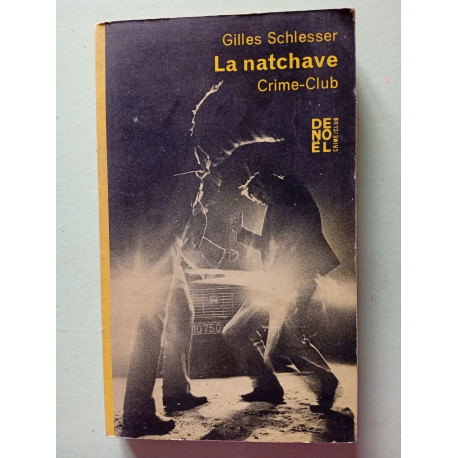 Gilles Schlesser
La natchave
Crime-Club
DE
NO
ËL
CRIME-CLUB